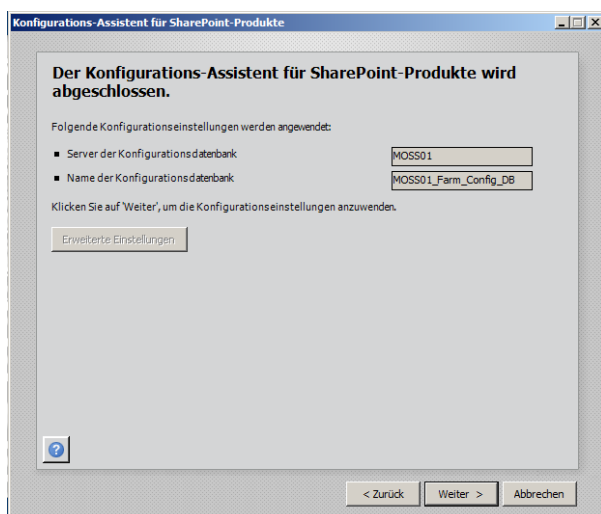 Konfigurations-Assistent für SharePoint-Produkte
Der Konfigurations-Assistent für SharePoint-Produkte wird
abgeschlossen.
Folgende Konfigurationseinstellungen werden angewendet:
Server der Konfigurationsdatenbank
MOSS01
Name der Konfigurationsdatenbank
MOSS01_Farm_Config_DB
Klicken Sie auf 'Weiter', um die Konfigurationseinstellungen anzuwenden.
Erweiterte Einstellungen
?
< Zurück
Weiter >
Abbrechen